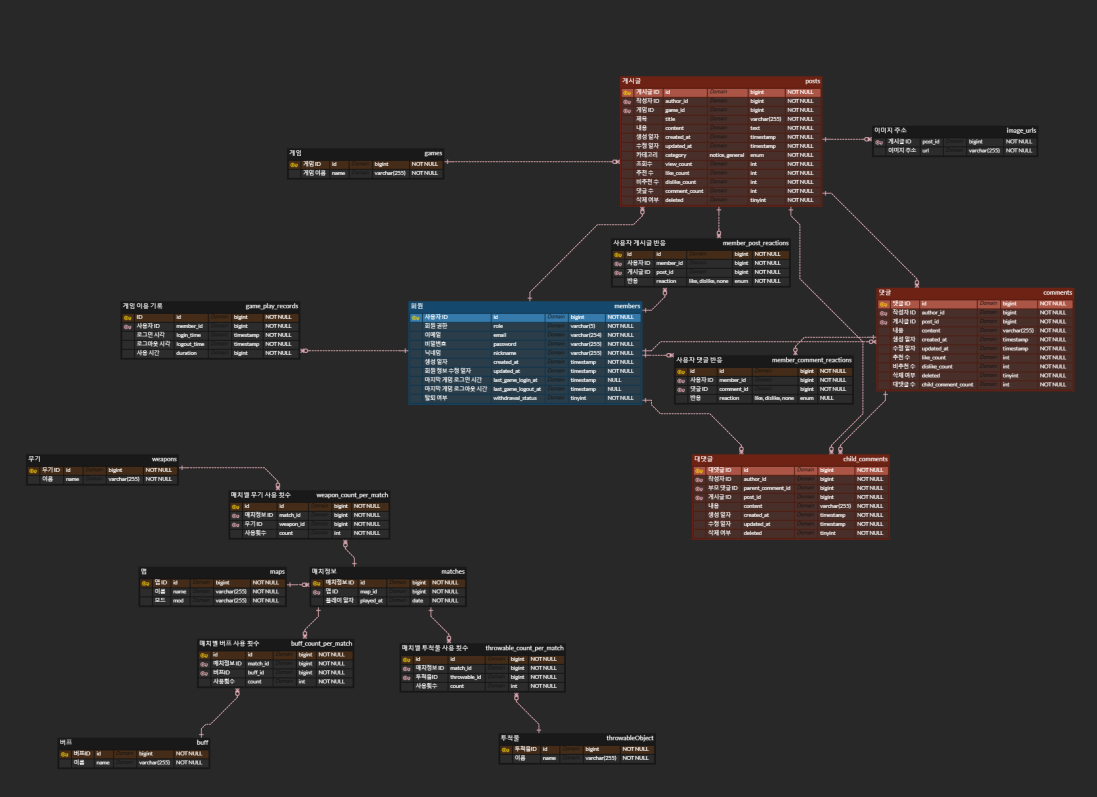 게시글 posts
게시글 ID id Domain bigint NOT NULL
작성자 ID author_id Domain bigint NOT NULL
게임 ID game_id Domain bigint NOT NULL
제목 title Domain varchar(255) NOT NULL
내용 content Domain text NOT NULL
생성 일자 created_at Domain timestamp NOT NULL
수정 일자 updated_at Domain timestamp NOT NULL
카테고리 category notice,general enum NOT NULL
조회수 view_count Domain int NOT NULL
추천 수 like_count Domain int NOT NULL
비추천 수 dislike_count Domain int NOT NULL
댓글 수 comment_count Domain int NOT NULL
삭제 여부 deleted Domain tinyint NOT NULL
이미지 주소 image_urls
게시글 ID post_id Domain bigint NOT NULL
이미지 주소 url Domain varchar(255) NOT NULL
게임 games
게임 ID id Domain bigint NOT NULL
게임 이름 name Domain varchar(255) NOT NULL
사용자 게시글 반응 member_post_reactions
id id Domain bigint NOT NULL
사용자 ID member_id Domain bigint NOT NULL
게시글 ID post_id Domain bigint NOT NULL
반응 reaction like,dislike,none enum NOT NULL
게임 이용 기록 game_play_records
ID id Domain bigint NOT NULL
사용자 ID member_id Domain bigint NOT NULL
로그인 시각 login_time Domain timestamp NOT NULL
로그아웃 시각 logout_time Domain timestamp NOT NULL
사용 시간 duration Domain bigint NOT NULL
회원 members
사용자 ID id Domain bigint NOT NULL
회원 권한 role Domain varchar(5) NOT NULL
이메일 email Domain varchar(254) NOT NULL
비밀번호 password Domain varchar(255) NOT NULL
닉네임 nickname Domain varchar(255) NOT NULL
생성 일자 created_at Domain timestamp NOT NULL
회원 정보 수정 일자 updated_at Domain timestamp NOT NULL
마지막 게임 로그인 시간 last_game_login_at Domain timestamp NULL
마지막 게임 로그아웃 시간 last_game_logout_at Domain timestamp NULL
탈퇴 여부 withdrawal_status Domain tinyint NOT NULL
댓글 comments
댓글 ID id Domain bigint NOT NULL
작성자 ID author_id Domain bigint NOT NULL
게시글 ID post_id Domain bigint NOT NULL
내용 content Domain varchar(255) NOT NULL
생성 일자 created_at Domain timestamp NOT NULL
수정 일자 updated_at Domain timestamp NOT NULL
추천 수 like_count Domain int NOT NULL
비추천 수 dislike_count Domain int NOT NULL
삭제 여부 deleted Domain tinyint NOT NULL
대댓글 수 child_comment_count Domain int NOT NULL
사용자 댓글 반응 member_comment_reactions
id id Domain bigint NOT NULL
사용자 ID member_id Domain bigint NOT NULL
댓글 ID comment_id Domain bigint NOT NULL
반응 reaction like,dislike,none enum NULL
대댓글 child_comments
대댓글 ID id Domain bigint NOT NULL
작성자 ID author_id Domain bigint NOT NULL
부모 댓글 ID parent_comment_id Domain bigint NOT NULL
게시글 ID post_id Domain bigint NOT NULL
내용 content Domain varchar(255) NOT NULL
생성 일자 created_at Domain timestamp NOT NULL
수정 일자 updated_at Domain timestamp NOT NULL
삭제 여부 deleted Domain tinyint NOT NULL
무기 weapons
무기 ID id Domain bigint NOT NULL
이름 name Domain varchar(255) NOT NULL
매치별 무기 사용 횟수 weapon_count_per_match
id id Domain bigint NOT NULL
매치정보 ID match_id Domain bigint NOT NULL
무기 ID weapon_id Domain bigint NOT NULL
사용횟수 count Domain int NOT NULL
맵 maps
맵 ID id Domain bigint NOT NULL
이름 name Domain varchar(255) NOT NULL
모드 mod Domain varchar(255) NOT NULL
매치정보 matches
매치정보 ID id Domain bigint NOT NULL
맵 ID map_id Domain bigint NOT NULL
플레이 일자 played_at Domain date NOT NULL
매치별 버프 사용 횟수 buff_count_per_match
id id Domain bigint NOT NULL
매치정보 ID match_id Domain bigint NOT NULL
버프ID buff_id Domain bigint NOT NULL
사용횟수 count Domain int NOT NULL
매치별 투척물 사용 횟수 throwable_count_per_match
id id Domain bigint NOT NULL
매치정보 ID match_id Domain bigint NOT NULL
투척물ID throwable_id Domain bigint NOT NULL
사용횟수 count Domain int NOT NULL
버프 buff
버프ID id Domain bigint NOT NULL
이름 name Domain varchar(255) NOT NULL
투척물 throwableObject
투척물ID id Domain bigint NOT NULL
이름 name Domain varchar(255) NOT NULL